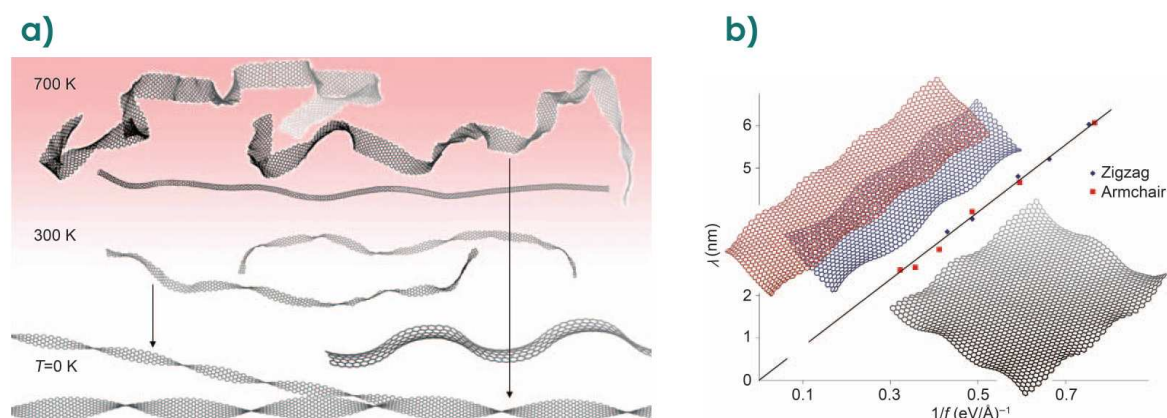 a)
700 K
300 K
T=0 K
b)
6
5
λ (nm)
2
1
0
0.1
0.3
0.5
0.7
1/f (eV/Å)⁻¹
Zigzag
Armchair